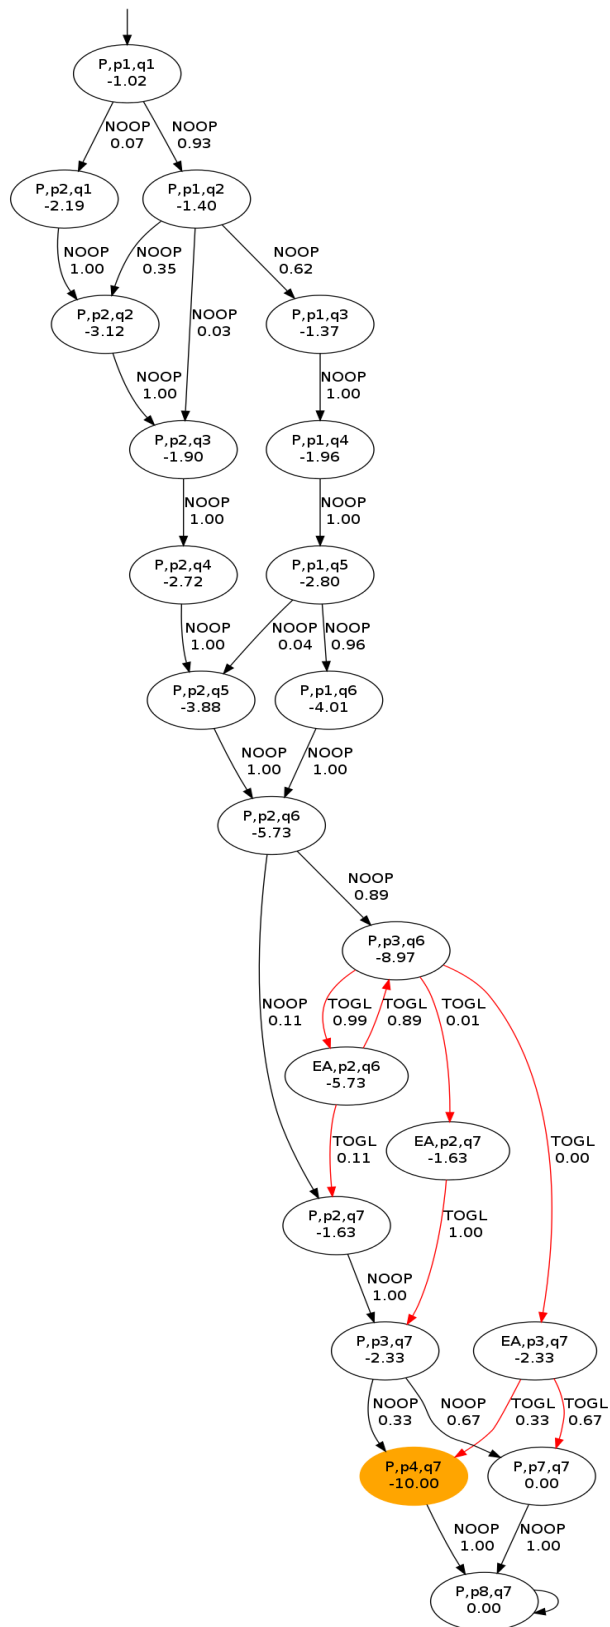 P,p1,q1
-1.02
NOOP
0.07
NOOP
0.93
P,p2,q1
-2.19
P,p1,q2
-1.40
NOOP
1.00
NOOP
0.35
NOOP
0.03
NOOP
0.62
P,p2,q2
-3.12
P,p1,q3
-1.37
NOOP
1.00
NOOP
1.00
P,p2,q3
-1.90
P,p1,q4
-1.96
NOOP
1.00
NOOP
1.00
P,p2,q4
-2.72
P,p1,q5
-2.80
NOOP
1.00
NOOP
0.04
NOOP
0.96
P,p2,q5
-3.88
P,p1,q6
-4.01
NOOP
1.00
NOOP
1.00
P,p2,q6
-5.73
NOOP
0.89
P,p3,q6
-8.97
NOOP
0.11
TOGL
0.99
TOGL
0.89
TOGL
0.01
EA,p2,q6
-5.73
TOGL
0.11
EA,p2,q7
-1.63
TOGL
0.00
P,p2,q7
-1.63
TOGL
1.00
NOOP
1.00
P,p3,q7
-2.33
EA,p3,q7
-2.33
NOOP
0.33
NOOP
0.67
TOGL
0.33
TOGL
0.67
P,p4,q7
-10.00
P,p7,q7
0.00
NOOP
1.00
NOOP
1.00
P,p8,q7
0.00